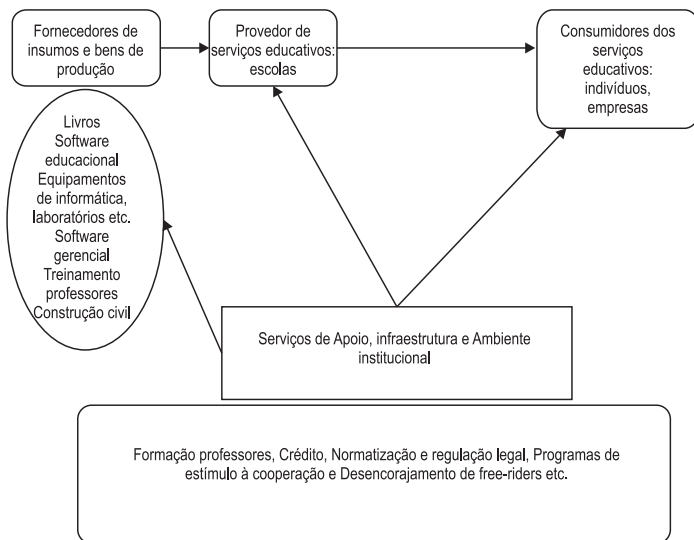 Fornecedores de
insumos e bens de
produção
Provedor de
serviços educativos:
escolas
Consumidores dos
serviços
educativos:
indivíduos,
empresas
Livros
Software
educacional
Equipamentos
de informática,
laboratórios etc.
Software
gerencial
Treinamento
professores
Construção civil
Serviços de Apoio, infraestrutura e Ambiente
institucional
Formação professores, Crédito, Normatização e regulação legal, Programas de
estímulo à cooperação e Desencorajamento de free-riders etc.